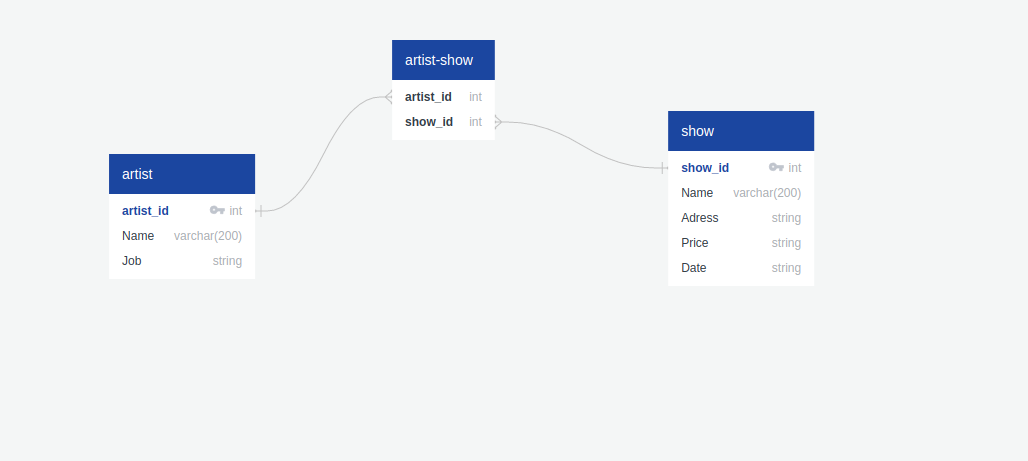 artist-show
artist_id int
show_id int
show
show_id int
Name varchar(200)
Adress string
Price string
Date string
artist
artist_id int
Name varchar(200)
Job string